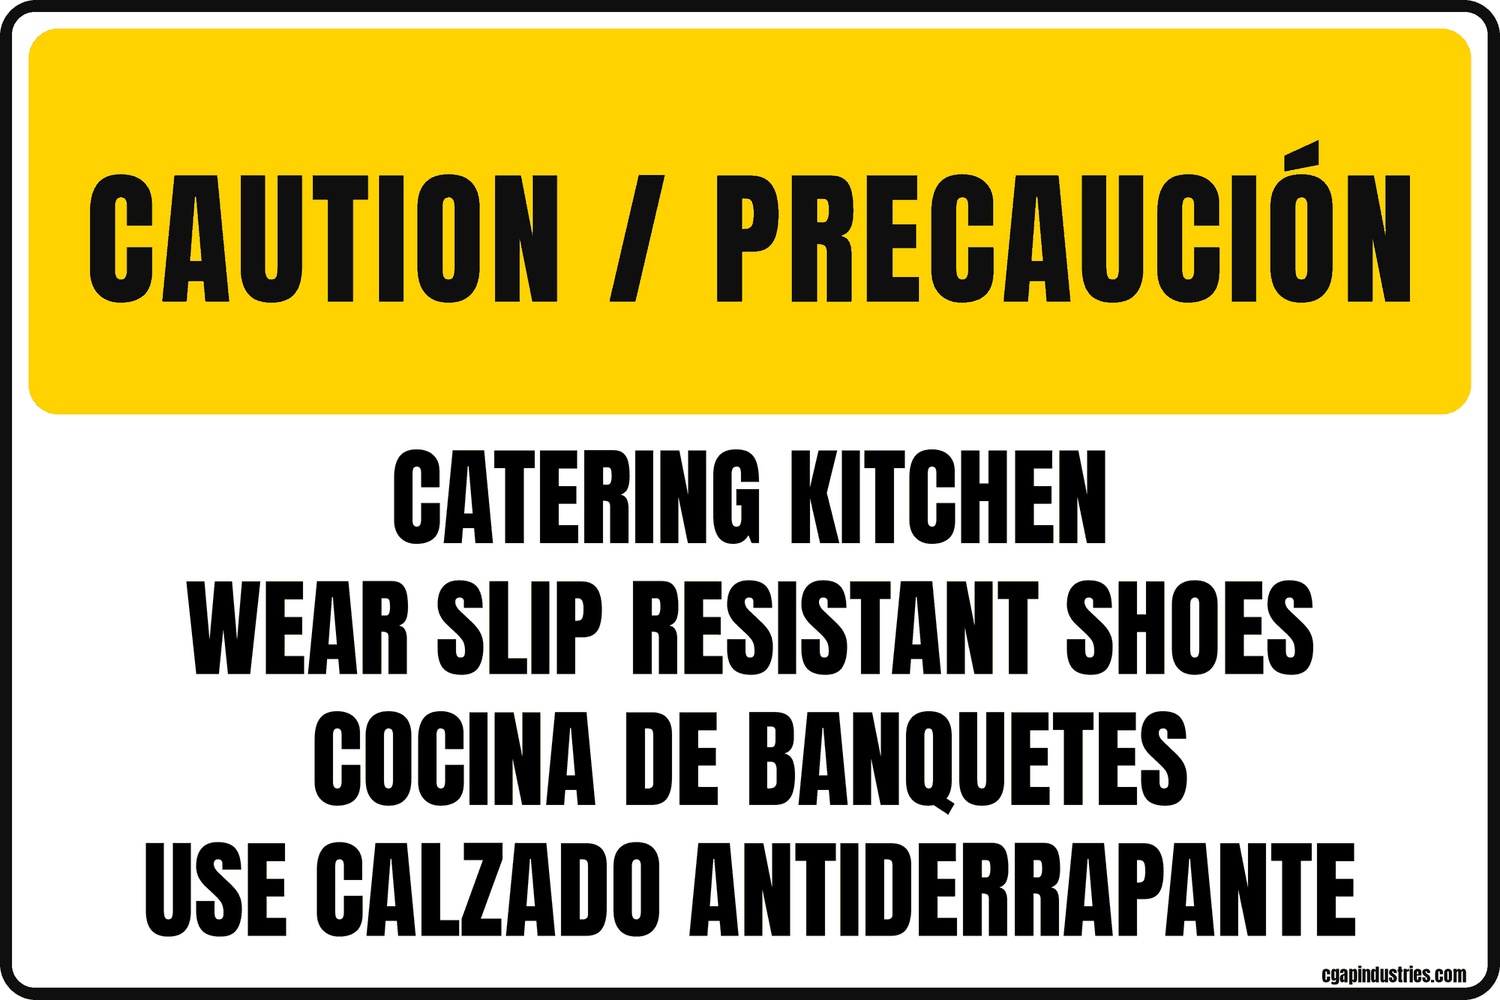 CAUTION / PRECAUCIÓN
CATERING KITCHEN
WEAR SLIP RESISTANT SHOES
COCINA DE BANQUETES
USE CALZADO ANTIDERRAPANTE
cgapindustries.com